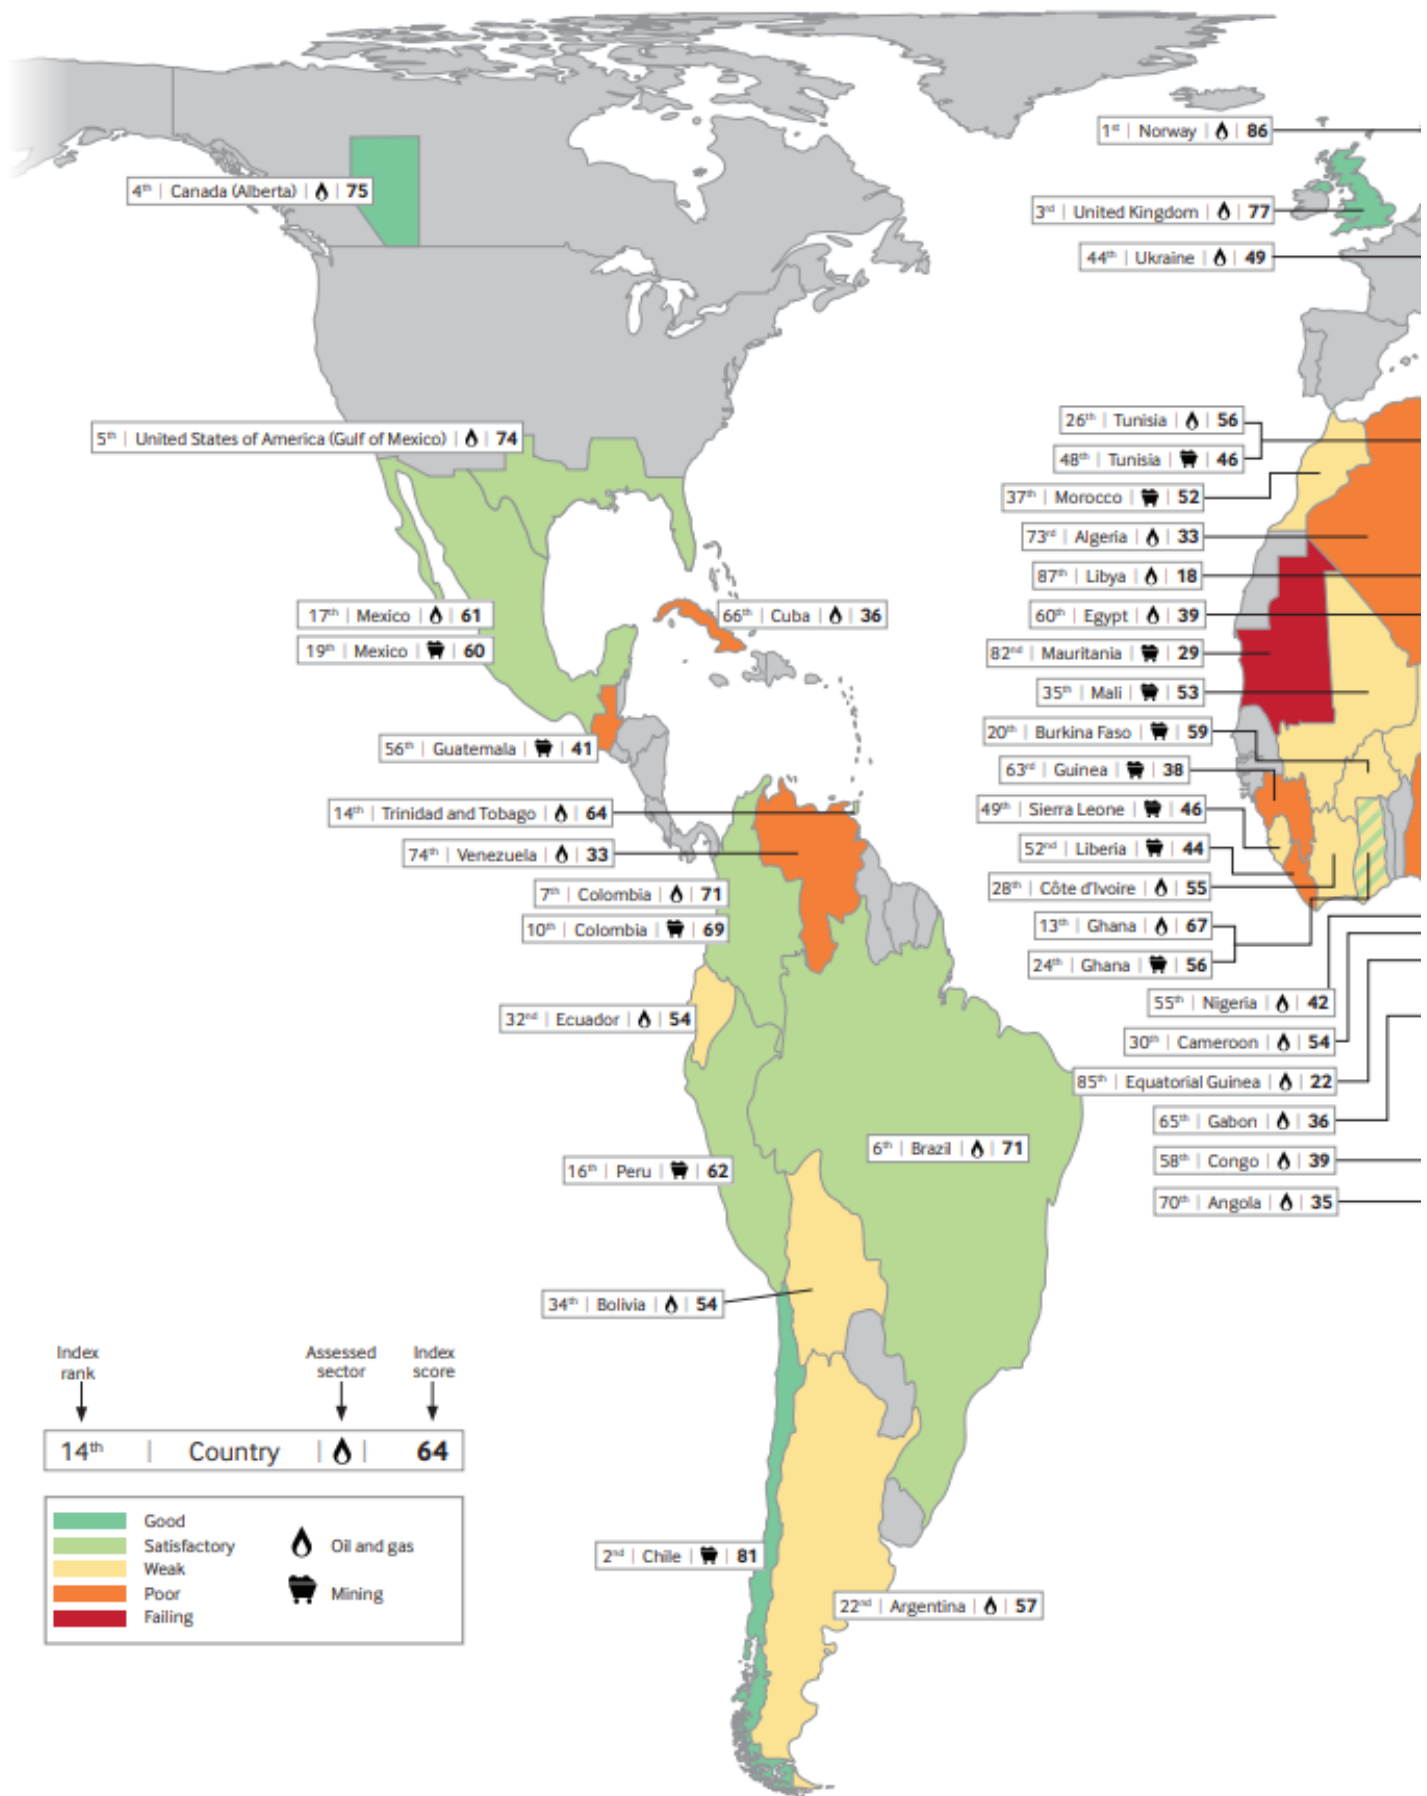 1st | Norway | | 86
4th | Canada (Alberta) | | 75
3rd | United Kingdom | | 77
44th | Ukraine | | 49
5th | United States of America (Gulf of Mexico) | | 74
26th | Tunisia | | 56
48th | Tunisia | | 46
37th | Morocco | | 52
73rd | Algeria | | 33
87th | Libya | | 18
17th | Mexico | | 61
66th | Cuba | | 36
60th | Egypt | | 39
19th | Mexico | | 60
82nd | Mauritania | | 29
35th | Mali | | 53
20th | Burkina Faso | | 59
56th | Guatemala | | 41
63rd | Guinea | | 38
14th | Trinidad and Tobago | | 64
49th | Sierra Leone | | 46
74th | Venezuela | | 33
52nd | Liberia | | 44
7th | Colombia | | 71
28th | Côte d'Ivoire | | 55
10th | Colombia | | 69
13th | Ghana | | 67
24th | Ghana | | 56
55th | Nigeria | | 42
32nd | Ecuador | | 54
30th | Cameroon | | 54
85th | Equatorial Guinea | | 22
65th | Gabon | | 36
6th | Brazil | | 71
16th | Peru | | 62
58th | Congo | | 39
70th | Angola | | 35
34th | Bolivia | | 54
Index rank
Assessed sector
Index score
14th | Country | | 64
Good
Satisfactory
Weak
Poor
Failing
Oil and gas
Mining
2nd | Chile | | 81
22nd | Argentina | | 57